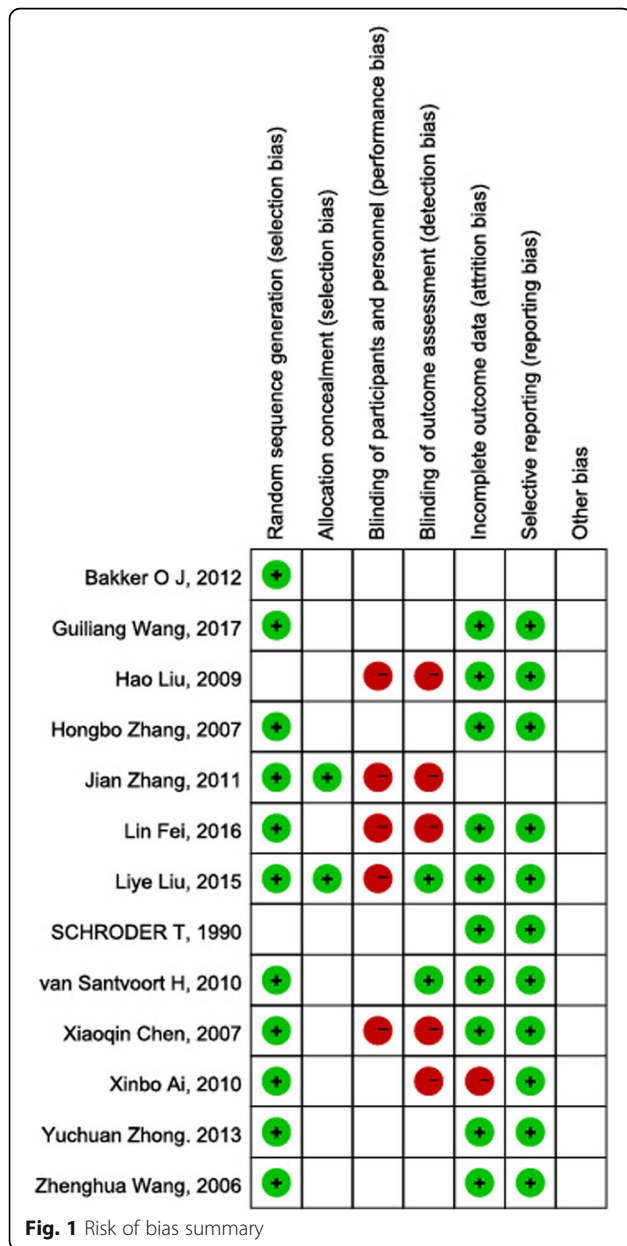 Random sequence generation (selection bias)
Allocation concealment (selection bias)
Blinding of participants and personnel (performance bias)
Blinding of outcome assessment (detection bias)
Incomplete outcome data (attrition bias)
Selective reporting (reporting bias)
Other bias
Bakker O J, 2012 +
Guiliang Wang, 2017 + + +
Hao Liu, 2009 - - + +
Hongbo Zhang, 2007 + + +
Jian Zhang, 2011 + + - -
Lin Fei, 2016 + - - + +
Liye Liu, 2015 + + - + + +
SCHRODER T, 1990 + +
van Santvoort H, 2010 + + + +
Xiaoqin Chen, 2007 + - - + +
Xinbo Ai, 2010 + - - +
Yuchuan Zhong. 2013 + + +
Zhenghua Wang, 2006 + + +
Fig. 1 Risk of bias summary